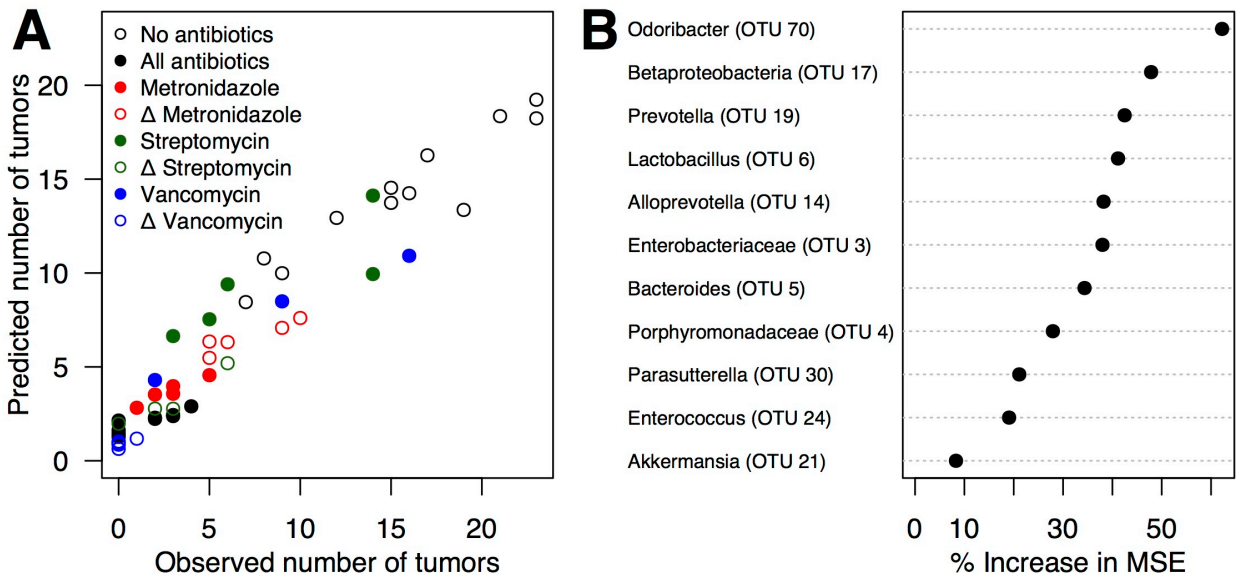 A
No antibiotics
All antibiotics
Metronidazole
Δ Metronidazole
Streptomycin
Δ Streptomycin
Vancomycin
Δ Vancomycin
Predicted number of tumors
20
15
10
5
0
0 5 10 15 20
Observed number of tumors
B
Odoribacter (OTU 70)
Betaproteobacteria (OTU 17)
Prevotella (OTU 19)
Lactobacillus (OTU 6)
Alloprevotella (OTU 14)
Enterobacteriaceae (OTU 3)
Bacteroides (OTU 5)
Porphyromonadaceae (OTU 4)
Parasutterella (OTU 30)
Enterococcus (OTU 24)
Akkermansia (OTU 21)
0 10 30 50
% Increase in MSE